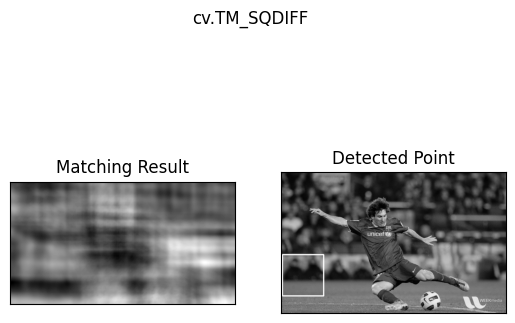 cv.TM_SQDIFF
Matching Result
Detected Point
unicef